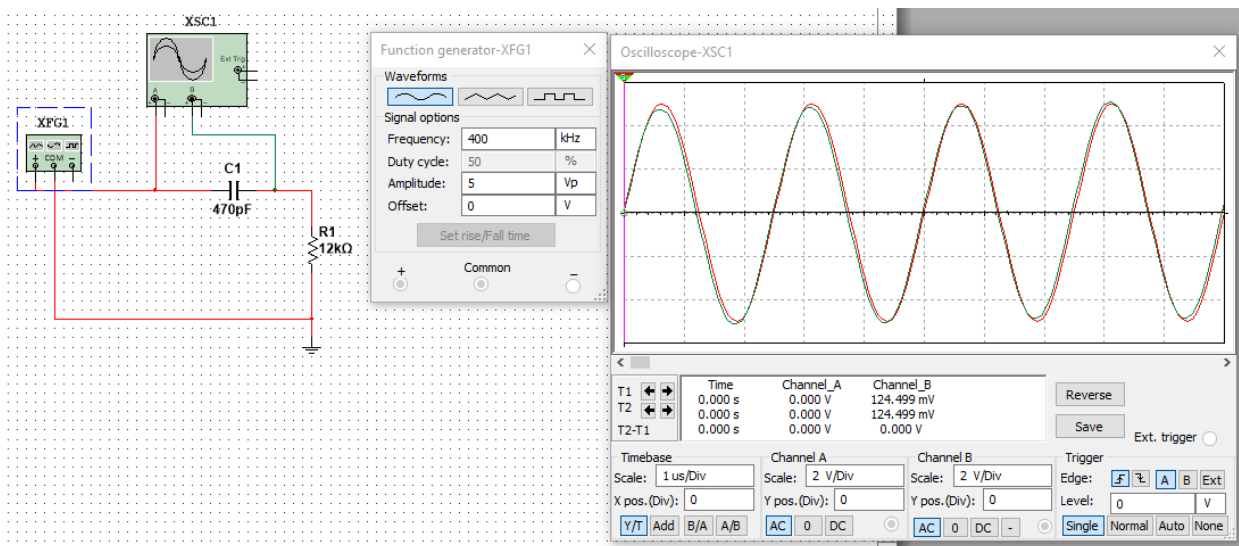 XSC1
Ext Trig
+
A
B
XFG1
+ COM -
C1
470pF
R1
12kΩ
Function generator-XFG1
Waveforms
Signal options
Frequency: 400 kHz
Duty cycle: 50 %
Amplitude: 5 Vp
Offset: 0 V
Set rise/Fall time
+ Common -
Oscilloscope-XSC1
Time Channel_A Channel_B
T1 0.000 s 0.000 V 124.499 mV
T2 0.000 s 0.000 V 124.499 mV
T2-T1 0.000 s 0.000 V 0.000 V
Reverse
Save
Ext. trigger
Timebase
Scale: 1 us/Div
X pos.(Div): 0
Y/T Add B/A A/B
Channel A
Scale: 2 V/Div
Y pos.(Div): 0
AC 0 DC
Channel B
Scale: 2 V/Div
Y pos.(Div): 0
AC 0 DC -
Trigger
Edge: A B Ext
Level: 0 V
Single Normal Auto None